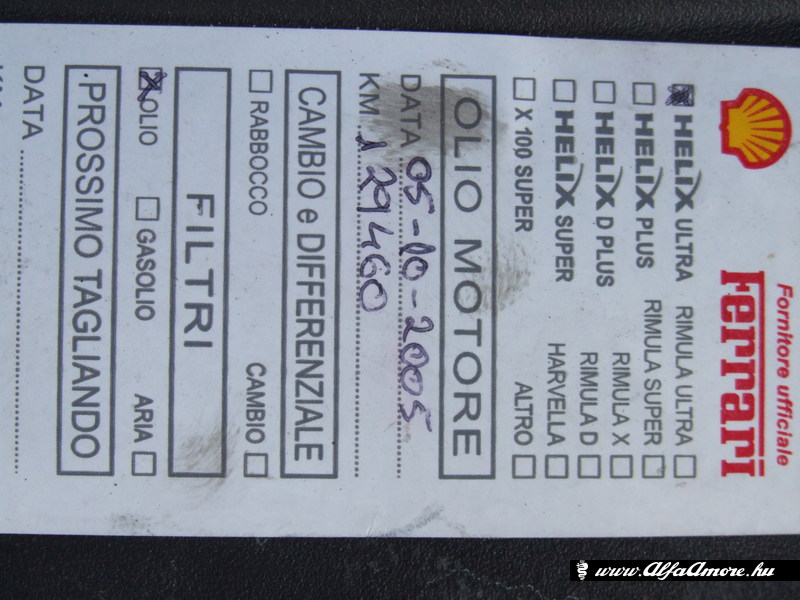 Fornitore ufficiale
Ferrari
HELIX ULTRA RIMULA ULTRA
HELIX PLUS RIMULA SUPER
HELIX D PLUS RIMULA X
HELIX SUPER RIMULA D
X 100 SUPER HARVELLA
ALTRO
OLIO MOTORE
DATA 05-10-2005
KM 129460
CAMBIO e DIFFERENZIALE
RABBOCCO CAMBIO
FILTRI
OLIO GASOLIO ARIA
PROSSIMO TAGLIANDO
DATA
KM
www.AlfaAmore.hu